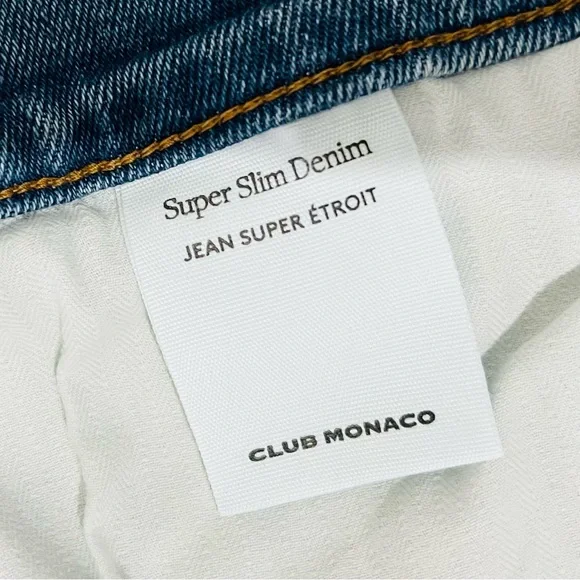 Super Slim Denim
JEAN SUPER ÉTROIT
CLUB MONACO